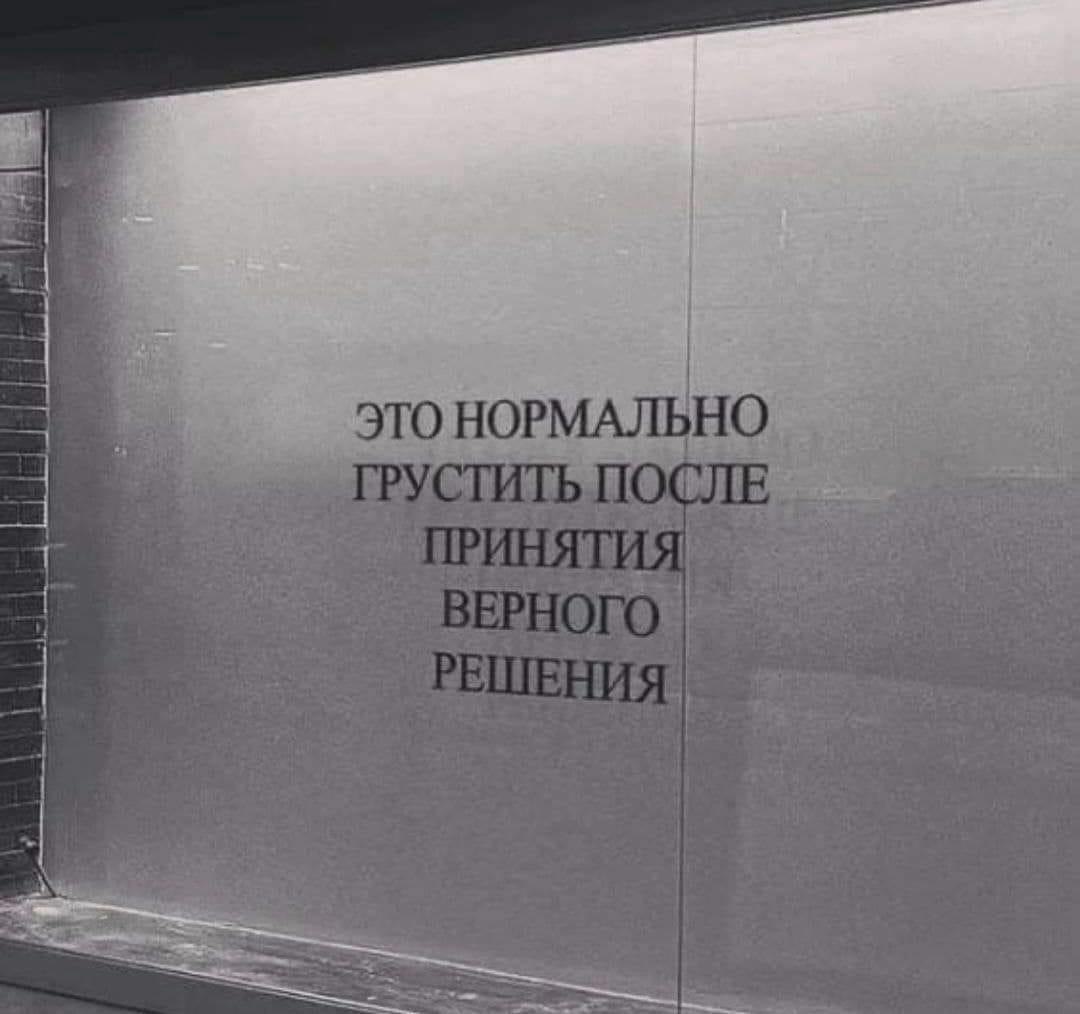 ЭТО НОРМАЛЬНО
ГРУСТИТЬ ПОСЛЕ
ПРИНЯТИЯ
ВЕРНОГО
РЕШЕНИЯ